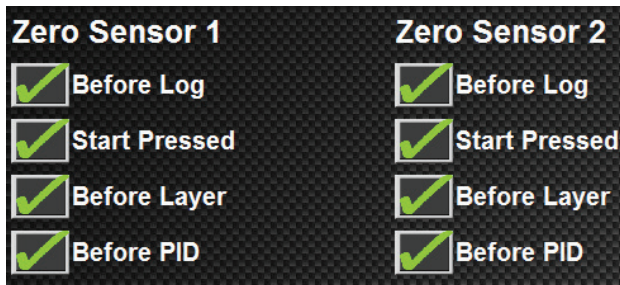 Zero Sensor 1
Before Log
Start Pressed
Before Layer
Before PID
Zero Sensor 2
Before Log
Start Pressed
Before Layer
Before PID